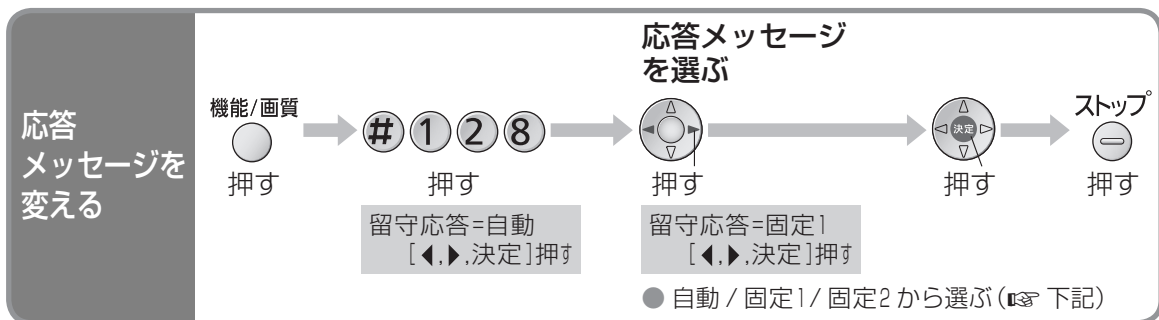 応答
メッセージを
変える
機能/画質
押す
#128
押す
留守応答=自動
[◀,▶,決定]押す
応答メッセージ
を選ぶ
押す
留守応答=固定1
[◀,▶,決定]押す
● 自動 / 固定1/ 固定2 から選ぶ(☞ 下記)
決定
押す
ストップ
押す